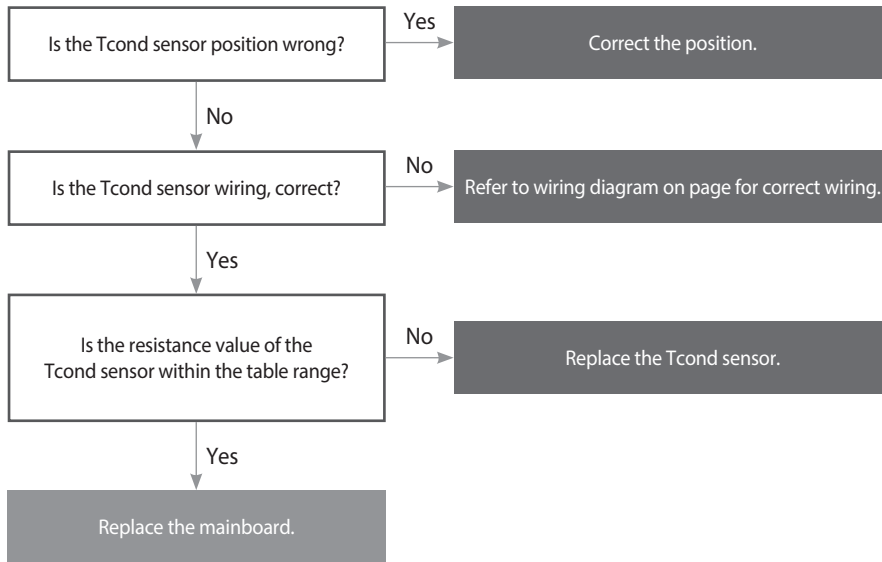 Is the Tcond sensor position wrong?
Yes
Correct the position.
No
Is the Tcond sensor wiring, correct?
No
Refer to wiring diagram on page for correct wiring.
Yes
Is the resistance value of the
Tcond sensor within the table range?
No
Replace the Tcond sensor.
Yes
Replace the mainboard.